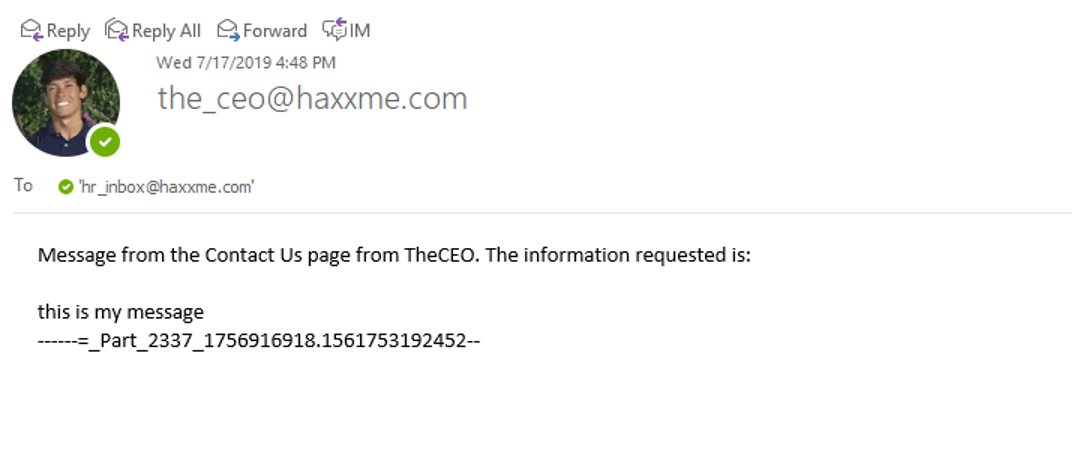 Reply Reply All Forward IM
Wed 7/17/2019 4:48 PM
the_ceo@haxxme.com
To 'hr_inbox@haxxme.com'
Message from the Contact Us page from TheCEO. The information requested is:
this is my message
------=_Part_2337_1756916918.1561753192452--